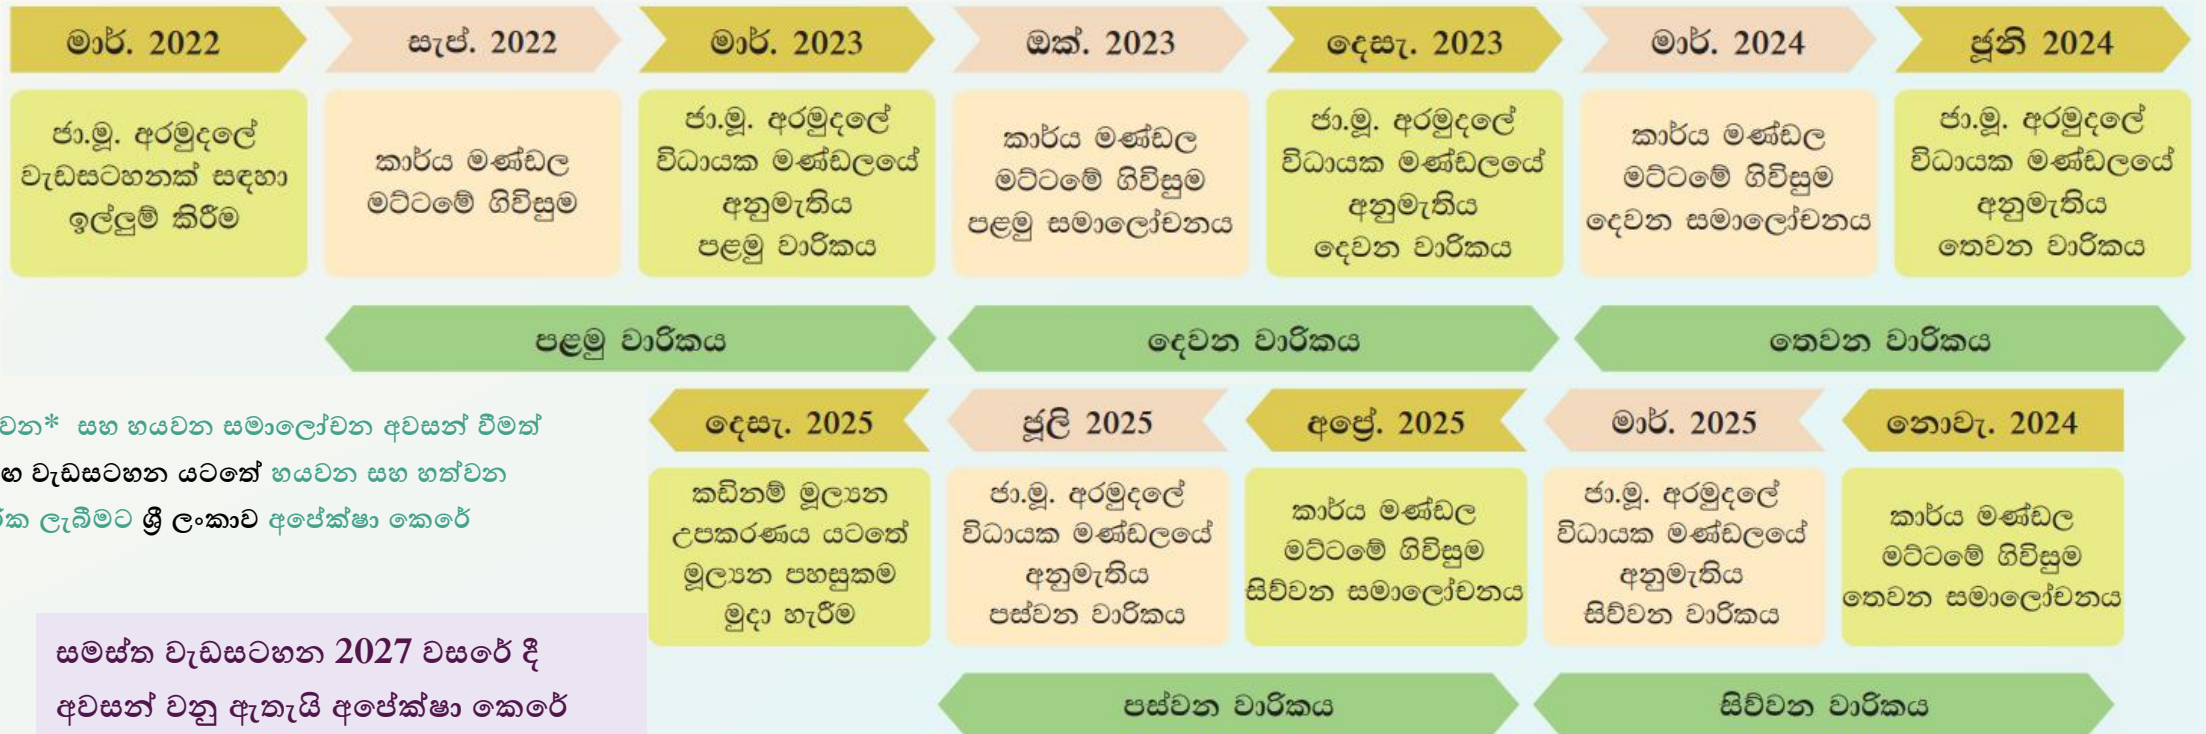 මාර්. 2022
ජා.මූ. අරමුදලේ
වැඩසටහනක් සඳහා
ඉල්ලුම් කිරීම
සැප්. 2022
කාර්ය මණ්ඩල
මට්ටමේ ගිවිසුම
මාර්. 2023
ජා.මූ. අරමුදලේ
විධායක මණ්ඩලයේ
අනුමැතිය
පළමු වාරිකය
ඔක්. 2023
කාර්ය මණ්ඩල
මට්ටමේ ගිවිසුම
පළමු සමාලෝචනය
දෙසැ. 2023
ජා.මූ. අරමුදලේ
විධායක මණ්ඩලයේ
අනුමැතිය
දෙවන වාරිකය
මාර්. 2024
කාර්ය මණ්ඩල
මට්ටමේ ගිවිසුම
දෙවන සමාලෝචනය
ජූනි 2024
ජා.මූ. අරමුදලේ
විධායක මණ්ඩලයේ
අනුමැතිය
තෙවන වාරිකය
පළමු වාරිකය
දෙවන වාරිකය
තෙවන වාරිකය
සහ හයවන සමාලෝචන අවසන් වීමත්
වැඩසටහන යටතේ හයවන සහ හත්වන
ලැබීමට ශ්‍රී ලංකාව අපේක්ෂා කෙරේ
සමස්ත වැඩසටහන 2027 වසරේ දී
අවසන් වනු ඇතැයි අපේක්ෂා කෙරේ
දෙසැ. 2025
කඩිනම් මූල්‍යන
උපකරණය යටතේ
මූල්‍යන පහසුකම
මුදා හැරීම
ජූලි 2025
ජා.මූ. අරමුදලේ
විධායක මණ්ඩලයේ
අනුමැතිය
පස්වන වාරිකය
අප්‍රේ. 2025
කාර්ය මණ්ඩල
මට්ටමේ ගිවිසුම
සිව්වන සමාලෝචනය
මාර්. 2025
ජා.මූ. අරමුදලේ
විධායක මණ්ඩලයේ
අනුමැතිය
සිව්වන වාරිකය
නොවැ. 2024
කාර්ය මණ්ඩල
මට්ටමේ ගිවිසුම
තෙවන සමාලෝචනය
පස්වන වාරිකය
සිව්වන වාරිකය